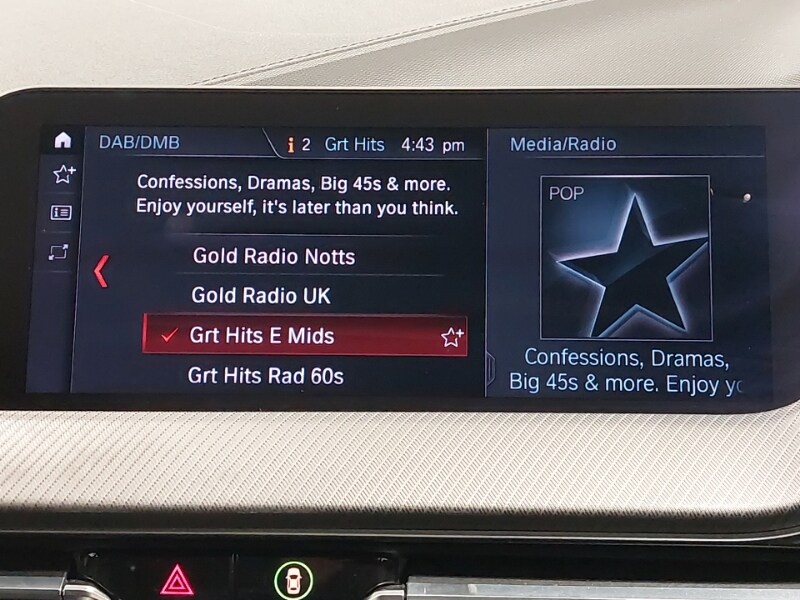 DAB/DMB
i 2 Grt Hits 4:43 pm
Confessions, Dramas, Big 45s & more.
Enjoy yourself, it's later than you think.
Gold Radio Notts
Gold Radio UK
Grt Hits E Mids
Grt Hits Rad 60s
Media/Radio
POP
Confessions, Dramas,
Big 45s & more. Enjoy yo